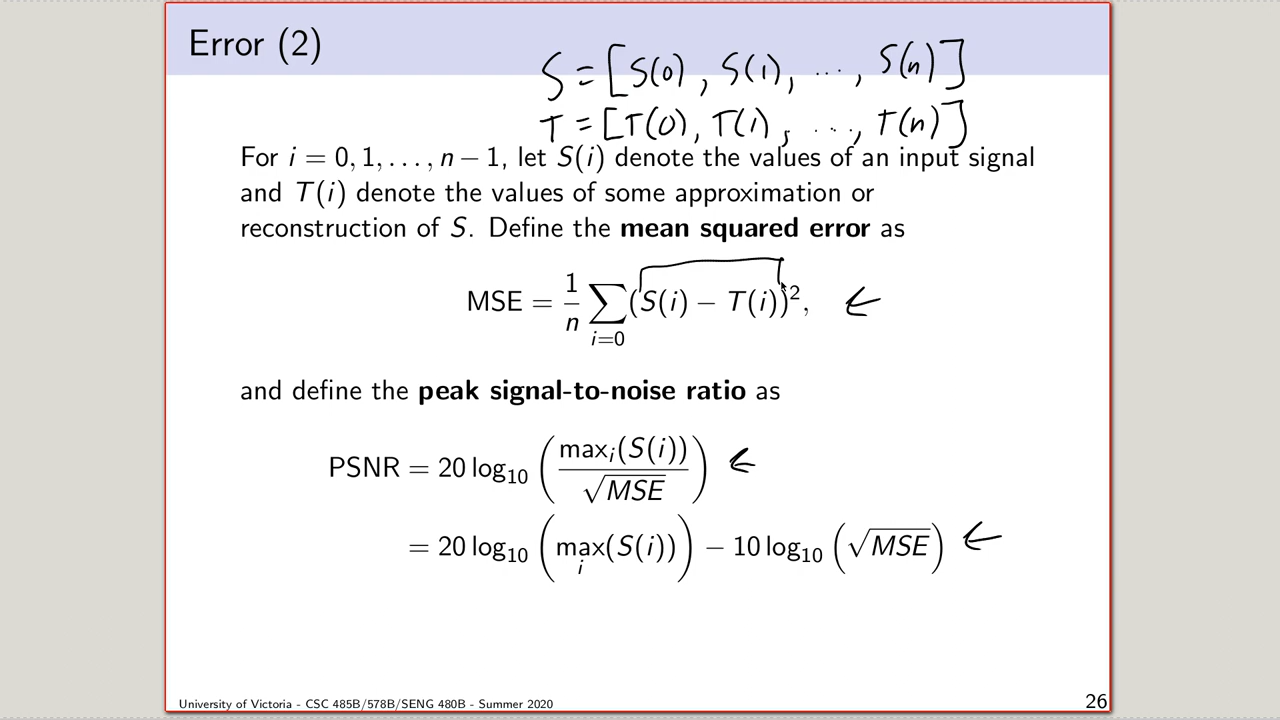 Error (2)
S = [S(0), S(1), ..., S(n)]
T = [T(0), T(1), ..., T(n)]
For i = 0, 1, . . . , n − 1, let S(i) denote the values of an input signal
and T(i) denote the values of some approximation or
reconstruction of S. Define the mean squared error as
MSE = 1/n ∑_{i=0} (S(i) − T(i))², ←
and define the peak signal-to-noise ratio as
PSNR = 20 log₁₀ (max_i(S(i)) / √MSE) ←
= 20 log₁₀ (max_i(S(i))) − 10 log₁₀ (√MSE) ←
University of Victoria - CSC 485B/578B/SENG 480B - Summer 2020
26